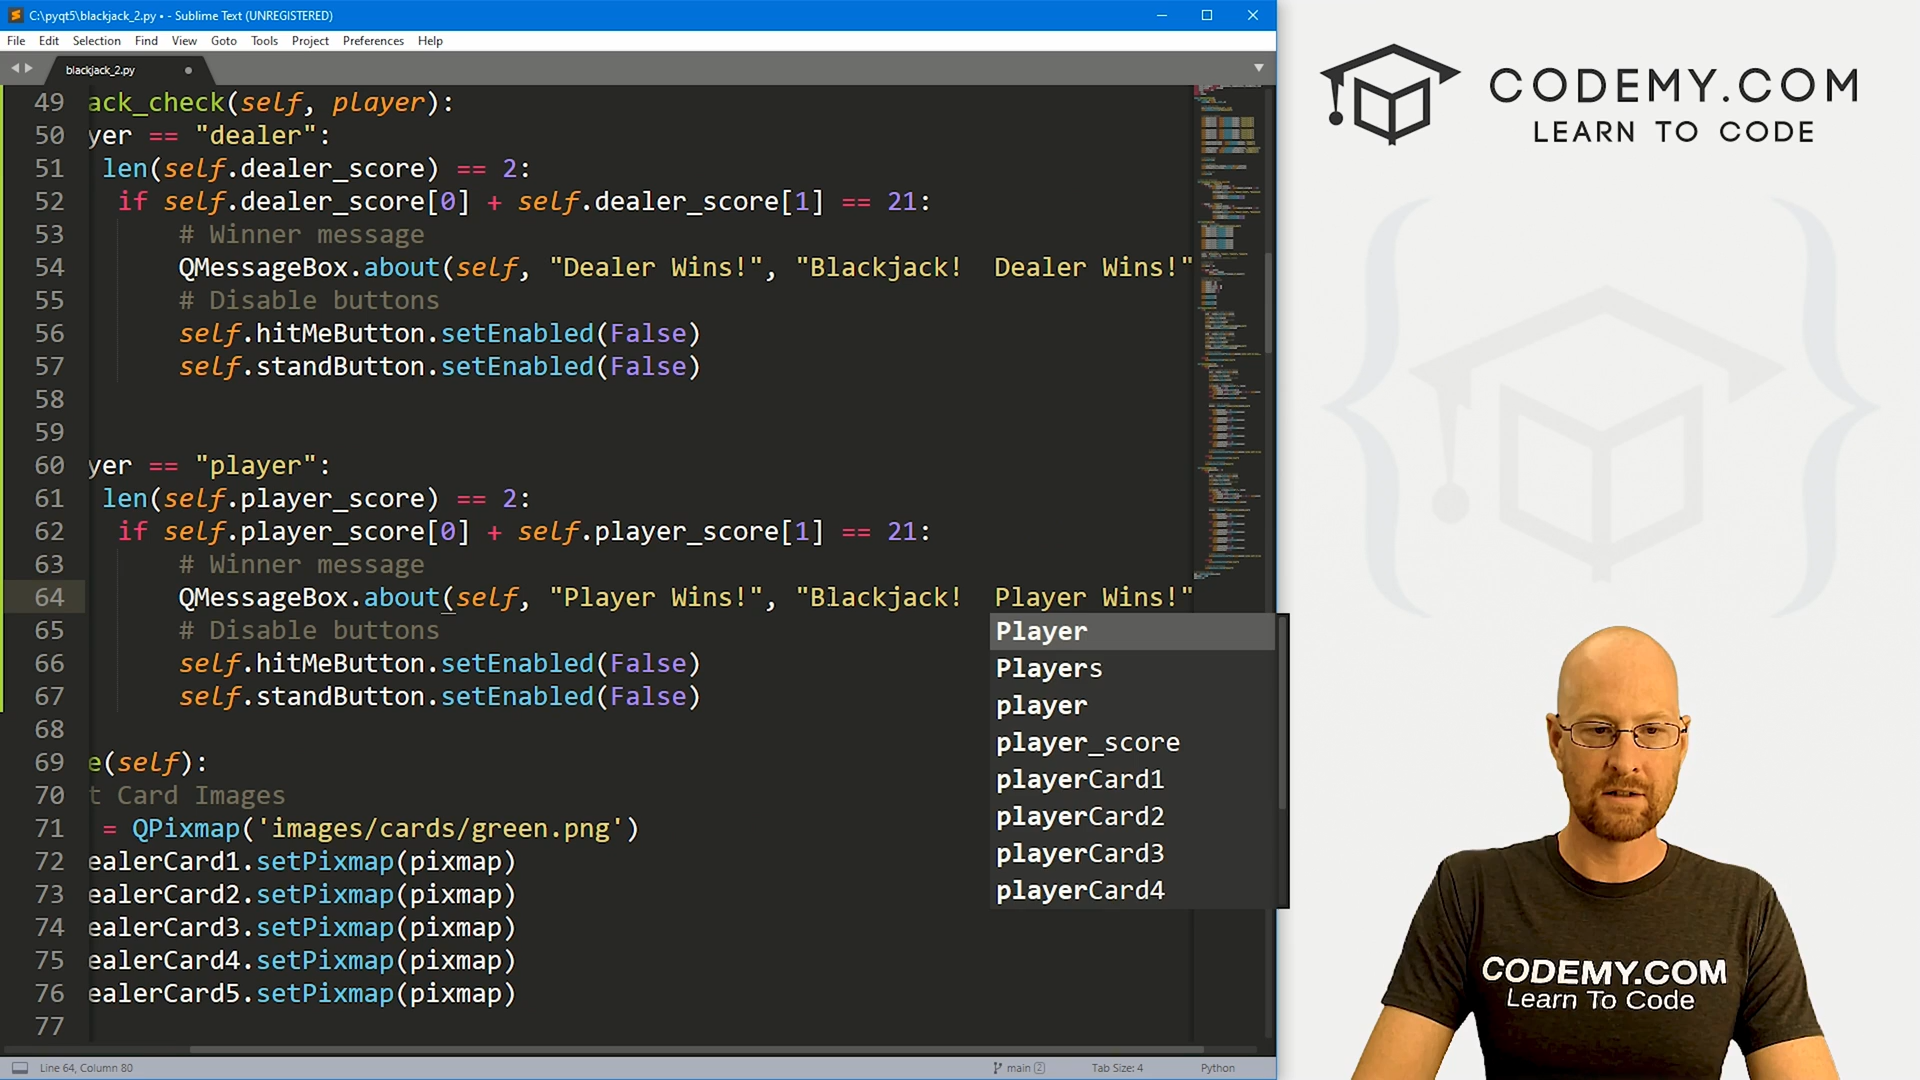 C:\pyqt5\blackjack_2.py • - Sublime Text (UNREGISTERED)
File Edit Selection Find View Goto Tools Project Preferences Help
blackjack_2.py
49 ack_check(self, player):
50 yer == "dealer":
51 len(self.dealer_score) == 2:
52 if self.dealer_score[0] + self.dealer_score[1] == 21:
53 # Winner message
54 QMessageBox.about(self, "Dealer Wins!", "Blackjack!  Dealer Wins!"
55 # Disable buttons
56 self.hitMeButton.setEnabled(False)
57 self.standButton.setEnabled(False)
58
59
60 yer == "player":
61 len(self.player_score) == 2:
62 if self.player_score[0] + self.player_score[1] == 21:
63 # Winner message
64 QMessageBox.about(self, "Player Wins!", "Blackjack!  Player Wins!"
65 # Disable buttons
66 self.hitMeButton.setEnabled(False)
67 self.standButton.setEnabled(False)
68
69 e(self):
70 t Card Images
71 = QPixmap('images/cards/green.png')
72 ealerCard1.setPixmap(pixmap)
73 ealerCard2.setPixmap(pixmap)
74 ealerCard3.setPixmap(pixmap)
75 ealerCard4.setPixmap(pixmap)
76 ealerCard5.setPixmap(pixmap)
77
Player
Players
player
player_score
playerCard1
playerCard2
playerCard3
playerCard4
Line 64, Column 80
main 2
Tab Size: 4
Python
CODEMY.COM
LEARN TO CODE
CODEMY.COM
Learn To Code